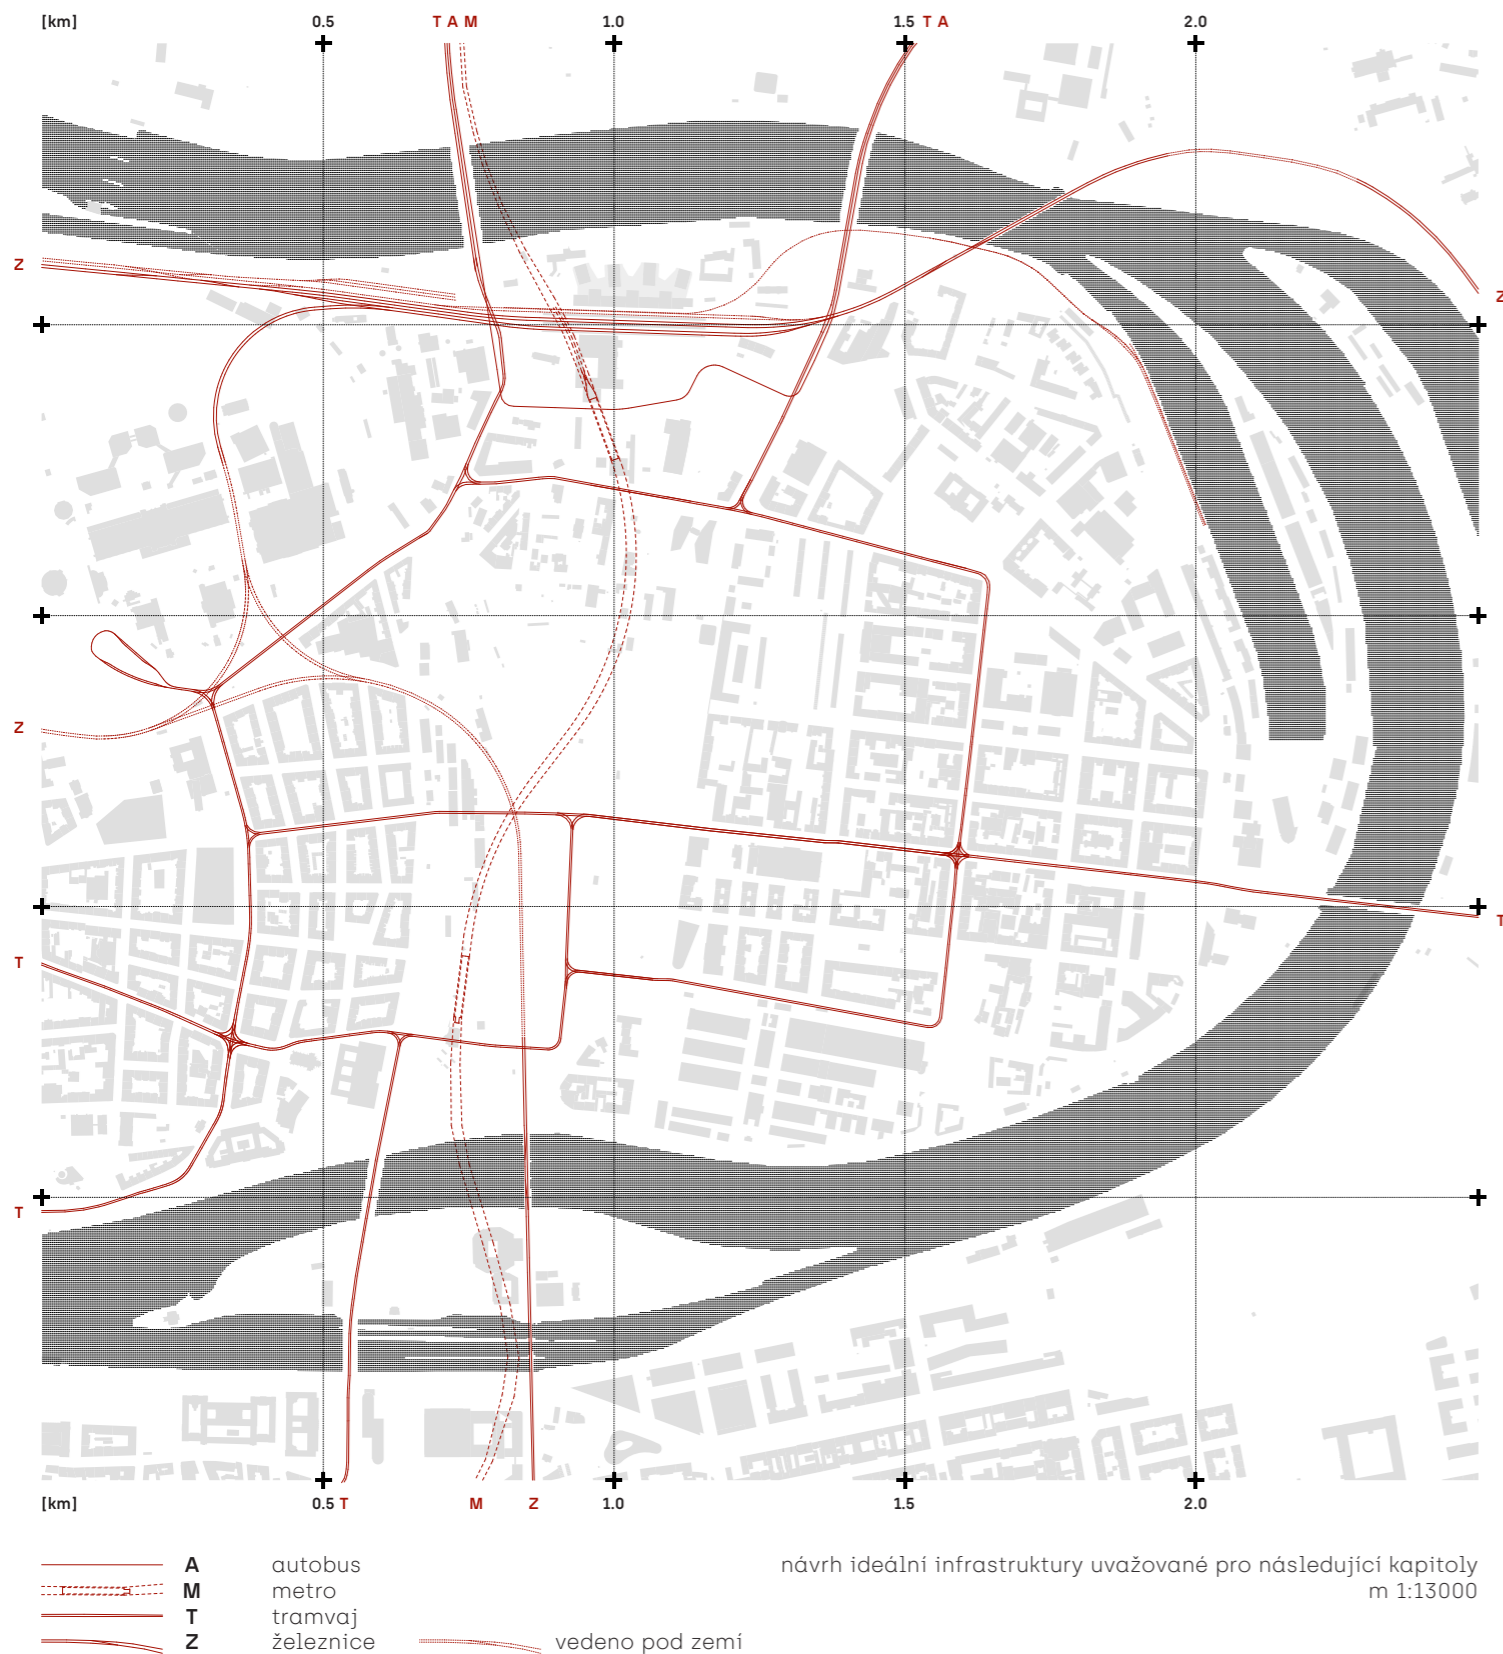 [km] 0.5 T A M 1.0 1.5 T A 2.0
Z
Z
Z
T
T
T
[km] 0.5 T M Z 1.0 1.5 2.0
A autobus
M metro
T tramvaj
Z železnice vedeno pod zemí
návrh ideální infrastruktury uvažované pro následující kapitoly
m 1:13000